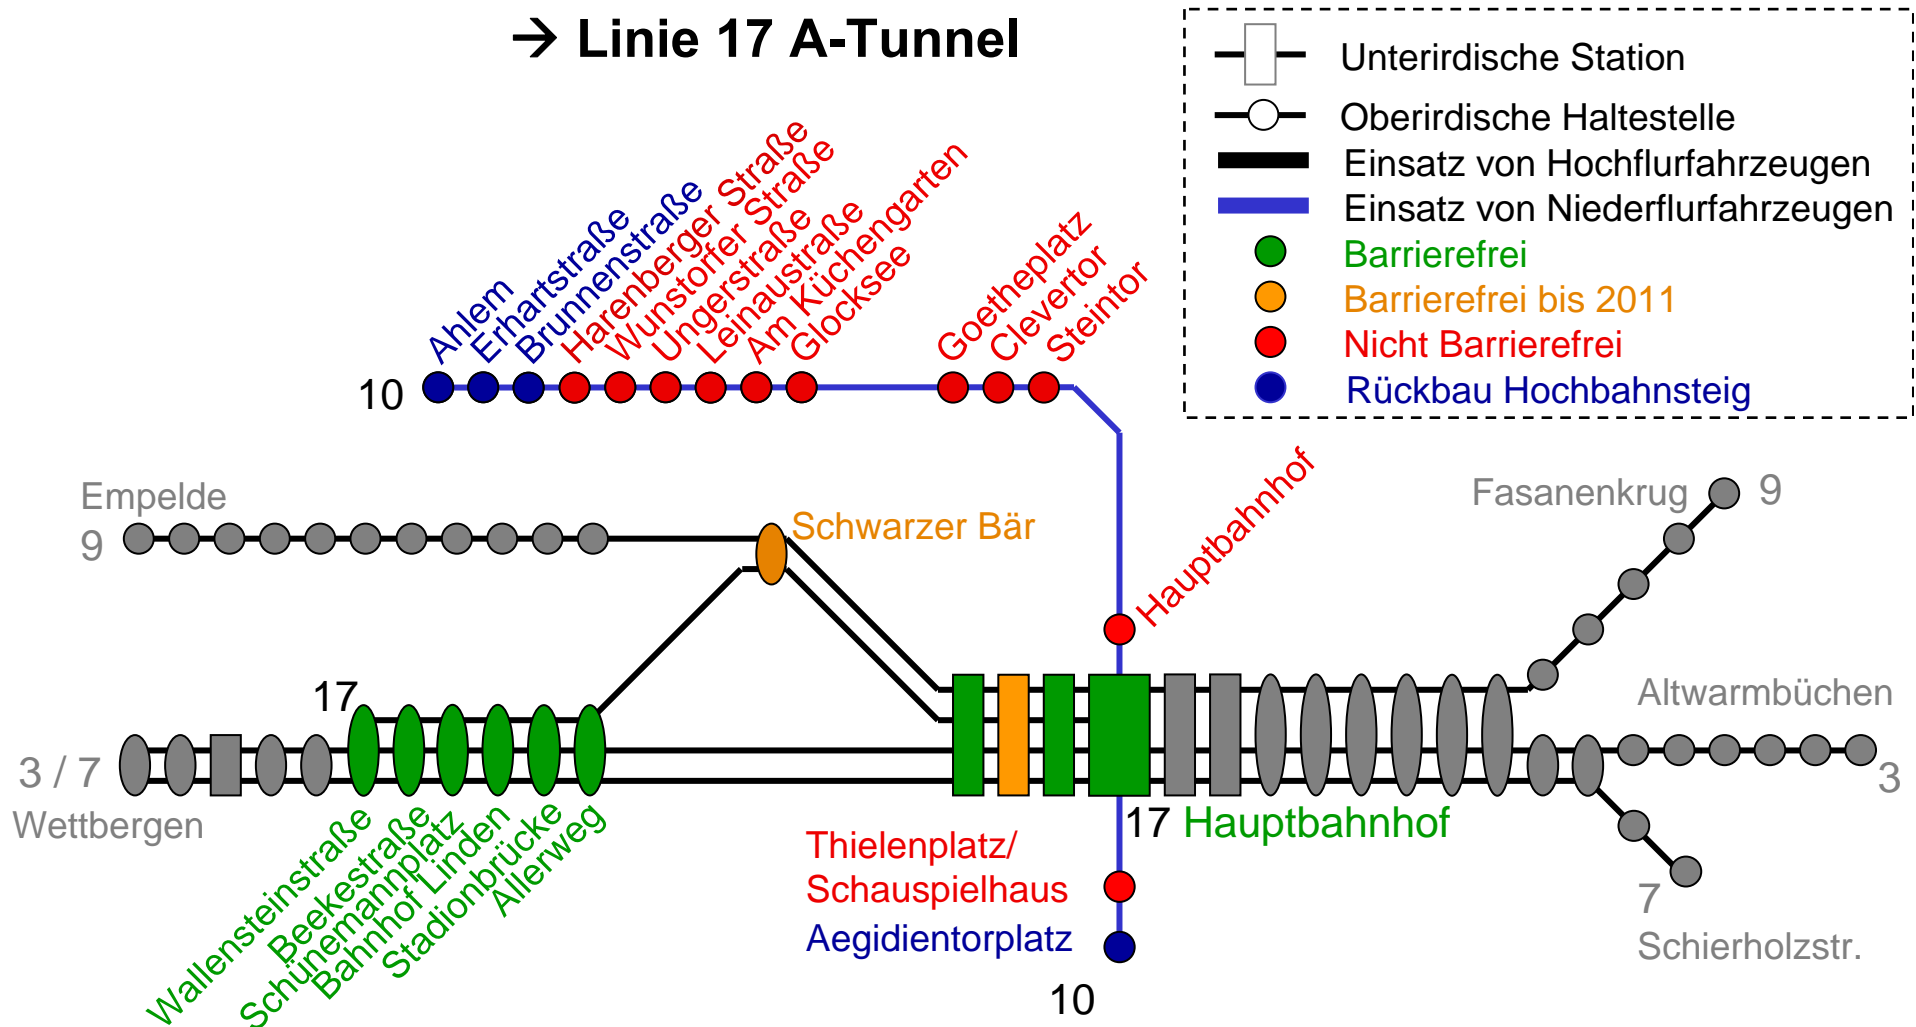 → Linie 17 A-Tunnel
Unterirdische Station
Oberirdische Haltestelle
Einsatz von Hochflurfahrzeugen
Einsatz von Niederflurfahrzeugen
Barrierefrei
Barrierefrei bis 2011
Nicht Barrierefrei
Rückbau Hochbahnsteig
Ahlem
Erhartstraße
Brunnenstraße
Harenberger Straße
Wunstorfer Straße
Ungerstraße
Leinaustraße
Am Küchengarten
Glocksee
Goetheplatz
Clevertor
Steintor
10
Hauptbahnhof
Empelde
9
Schwarzer Bär
Fasanenkrug 9
17
Altwarmbüchen
3 / 7
Wettbergen
3
Wallensteinstraße
Beekestraße
Schünemannplatz
Bahnhof Linden
Stadionbrücke
Allerweg
17 Hauptbahnhof
Thielenplatz/
Schauspielhaus
Aegidientorplatz
10
7
Schierholzstr.